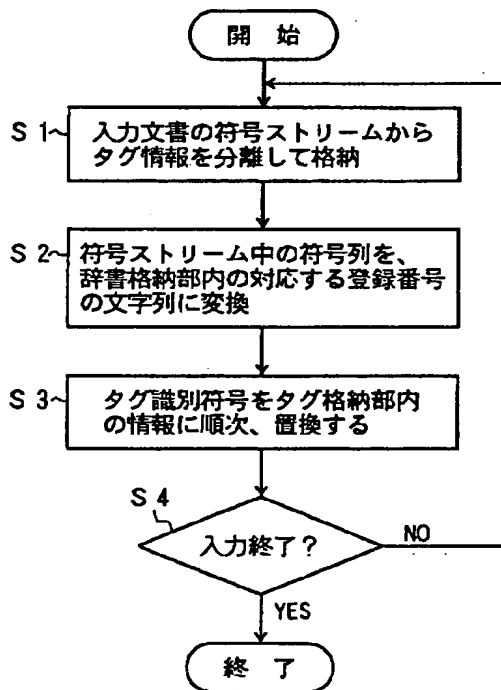 開 始
S1 入力文書の符号ストリームから
タグ情報を分離して格納
S2 符号ストリーム中の符号列を、
辞書格納部内の対応する登録番号
の文字列に変換
S3 タグ識別符号をタグ格納部内
の情報に順次、置換する
S4
入力終了? NO
YES
終 了